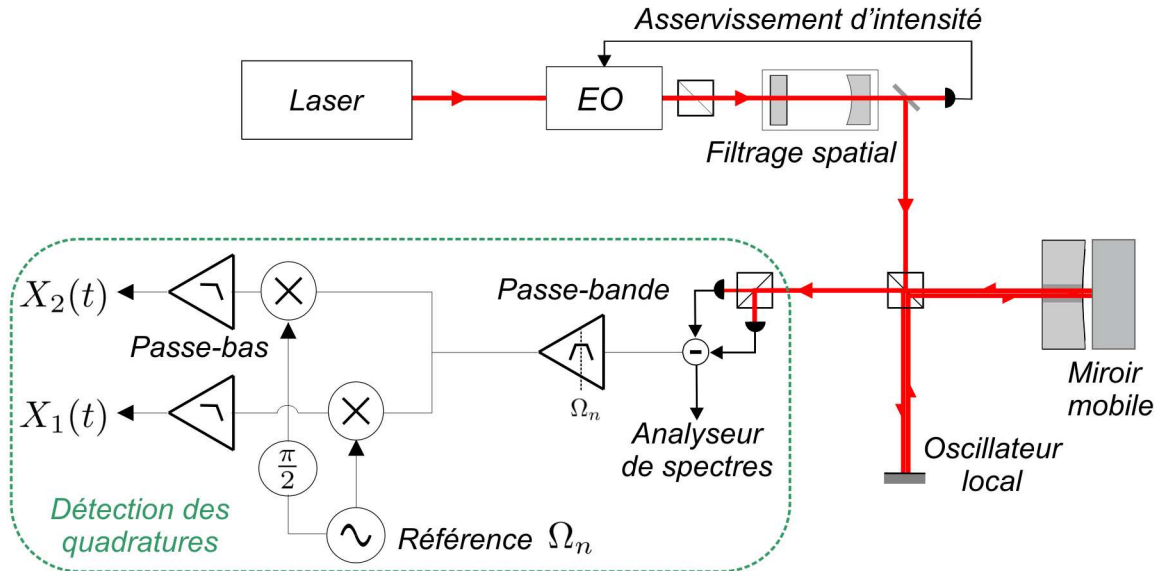 Asservissement d'intensité
Laser
EO
Filtrage spatial
X₂(t)
Passe-bande
Passe-bas
Ωₙ
Miroir
mobile
X₁(t)
Analyseur
de spectres
Oscillateur
local
π/2
Détection des
quadratures
Référence Ωₙ